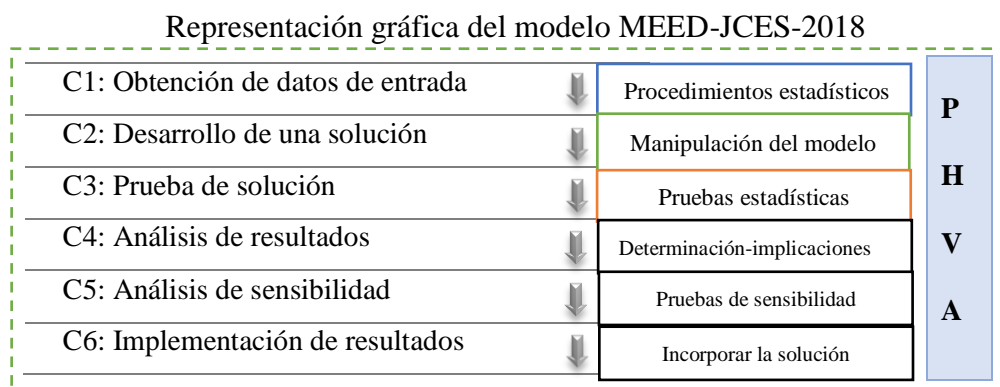 Representación gráfica del modelo MEED-JCES-2018
C1: Obtención de datos de entrada
Procedimientos estadísticos
C2: Desarrollo de una solución
Manipulación del modelo
C3: Prueba de solución
Pruebas estadísticas
C4: Análisis de resultados
Determinación-implicaciones
C5: Análisis de sensibilidad
Pruebas de sensibilidad
C6: Implementación de resultados
Incorporar la solución
P
H
V
A